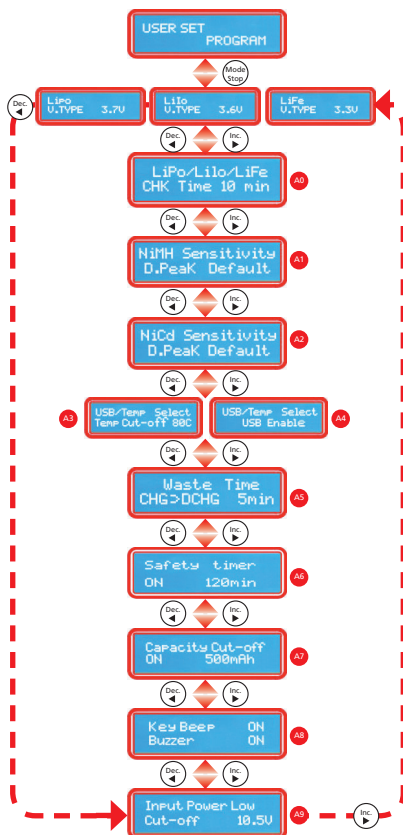 USER SET
PROGRAM
Mode
Stop
Dec.
Lipo
V.TYPE 3.7V
LiIo
V.TYPE 3.6V
LiFe
V.TYPE 3.3V
Dec.
Inc.
LiPo/LiIo/LiFe
CHK Time 10 min
A0
Dec.
Inc.
NiMH Sensitivity
D.Peak Default
A1
Dec.
Inc.
NiCd Sensitivity
D.Peak Default
A2
Dec.
Inc.
A3
USB/Temp Select
Temp Cut-off 80C
USB/Temp Select
USB Enable
A4
Dec.
Inc.
Waste Time
CHG>DCHG 5min
A5
Dec.
Inc.
Safety timer
ON 120min
A6
Dec.
Inc.
Capacity Cut-off
ON 500mAh
A7
Dec.
Inc.
Key Beep ON
Buzzer ON
A8
Dec.
Inc.
Input Power Low
Cut-off 10.5V
A9
Inc.